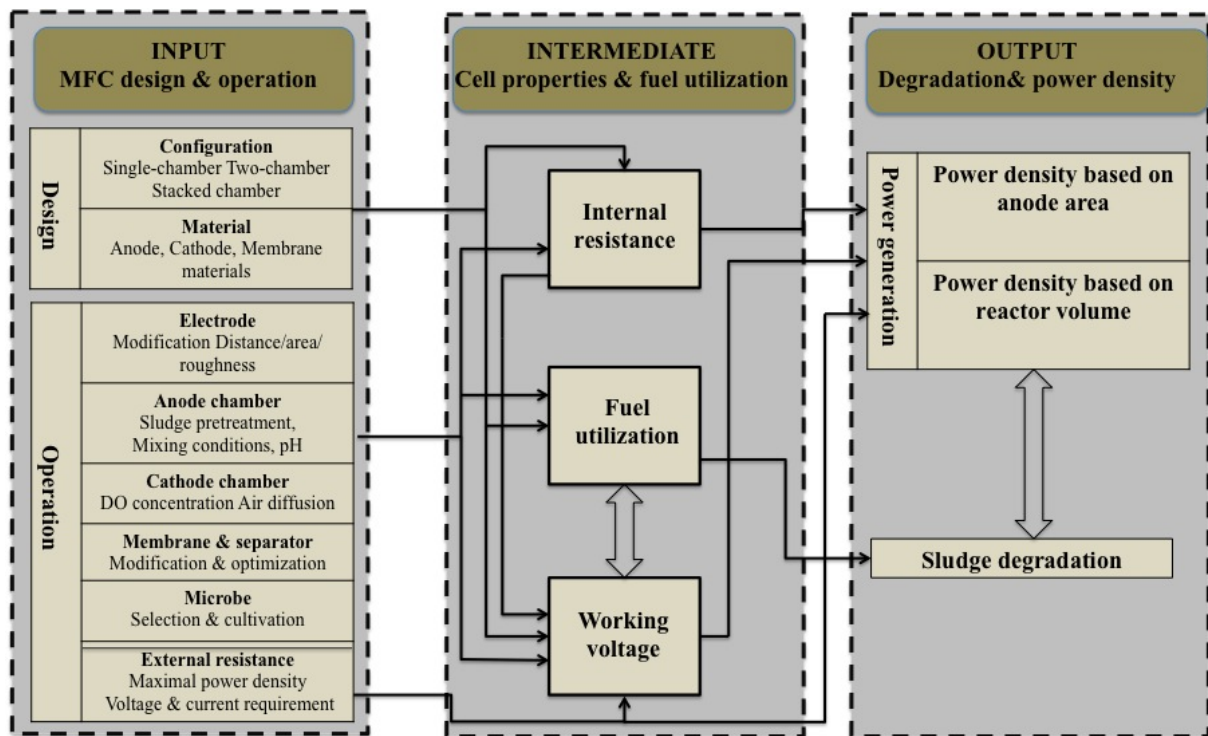 INPUT
MFC design & operation
Design
Configuration
Single-chamber Two-chamber
Stacked chamber
Material
Anode, Cathode, Membrane
materials
Operation
Electrode
Modification Distance/area/
roughness
Anode chamber
Sludge pretreatment,
Mixing conditions, pH
Cathode chamber
DO concentration Air diffusion
Membrane & separator
Modification & optimization
Microbe
Selection & cultivation
External resistance
Maximal power density
Voltage & current requirement
INTERMEDIATE
Cell properties & fuel utilization
Internal
resistance
Fuel
utilization
Working
voltage
OUTPUT
Degradation& power density
Power generation
Power density based on
anode area
Power density based on
reactor volume
Sludge degradation